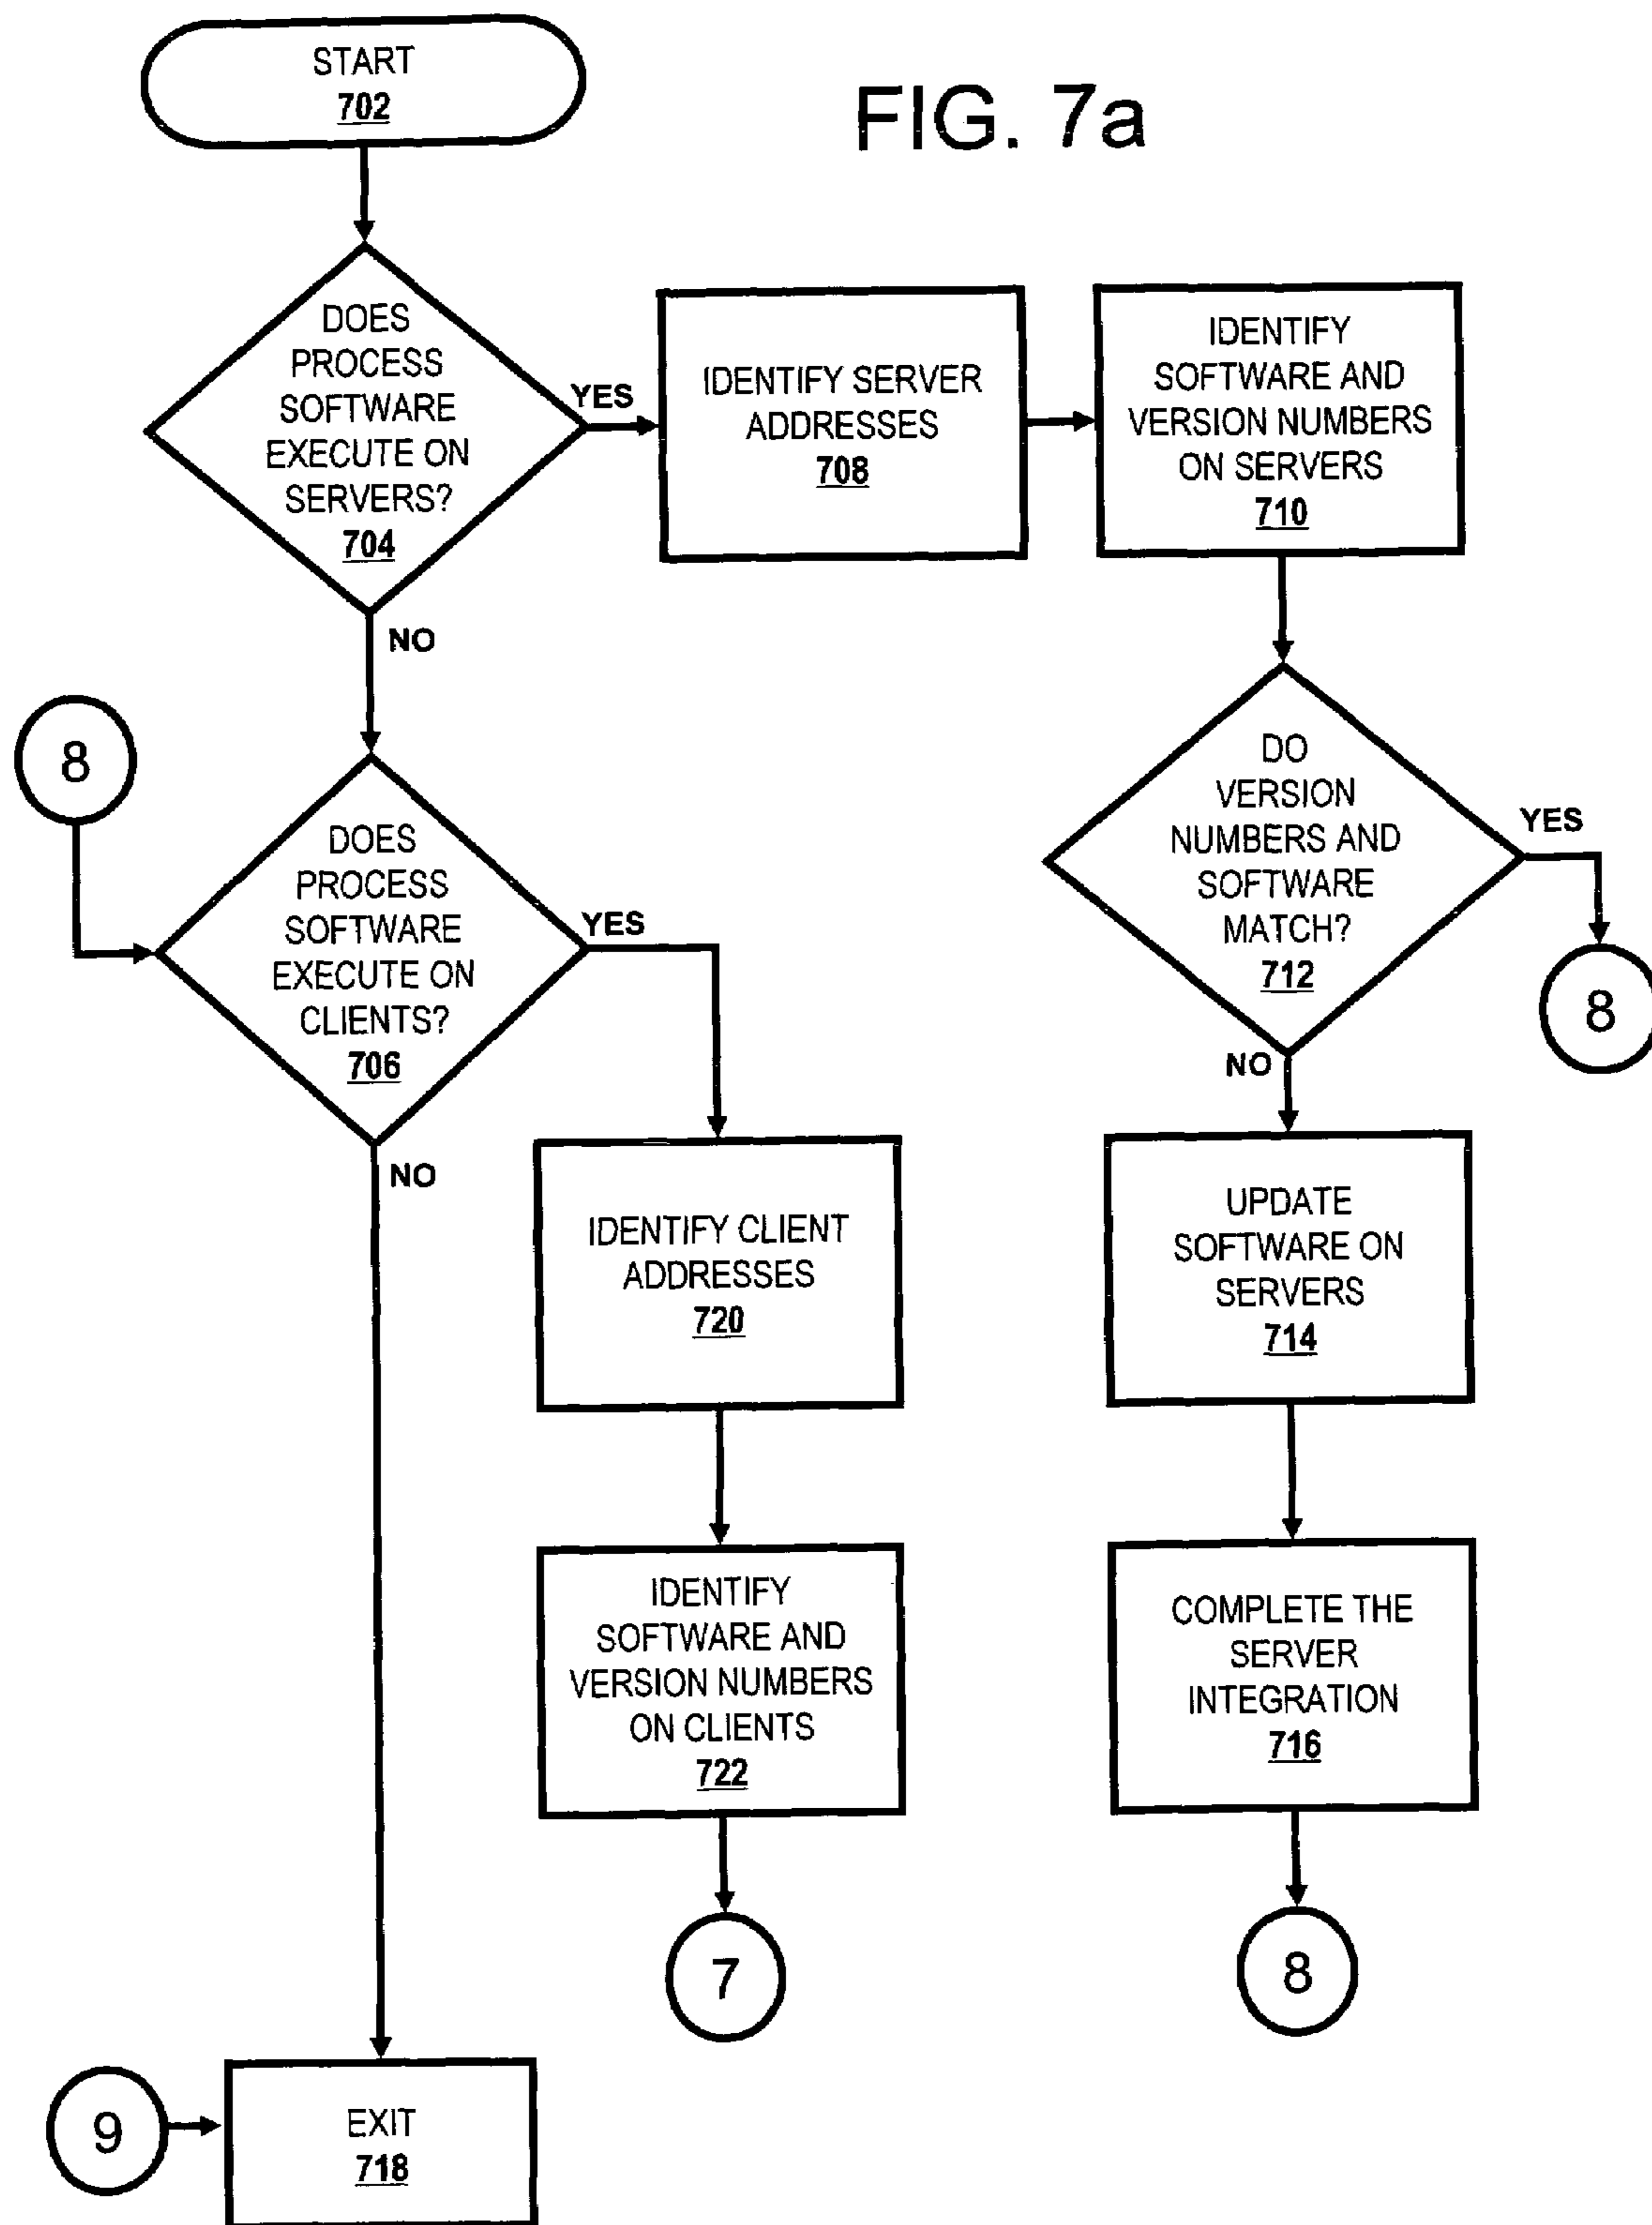 START
702
FIG. 7a
DOES
PROCESS
SOFTWARE
EXECUTE ON
SERVERS?
704
YES
NO
IDENTIFY SERVER
ADDRESSES
708
IDENTIFY
SOFTWARE AND
VERSION NUMBERS
ON SERVERS
710
8
DOES
PROCESS
SOFTWARE
EXECUTE ON
CLIENTS?
706
YES
NO
DO
VERSION
NUMBERS AND
SOFTWARE
MATCH?
712
YES
8
NO
IDENTIFY CLIENT
ADDRESSES
720
UPDATE
SOFTWARE ON
SERVERS
714
IDENTIFY
SOFTWARE AND
VERSION NUMBERS
ON CLIENTS
722
COMPLETE THE
SERVER
INTEGRATION
716
7
8
9
EXIT
718